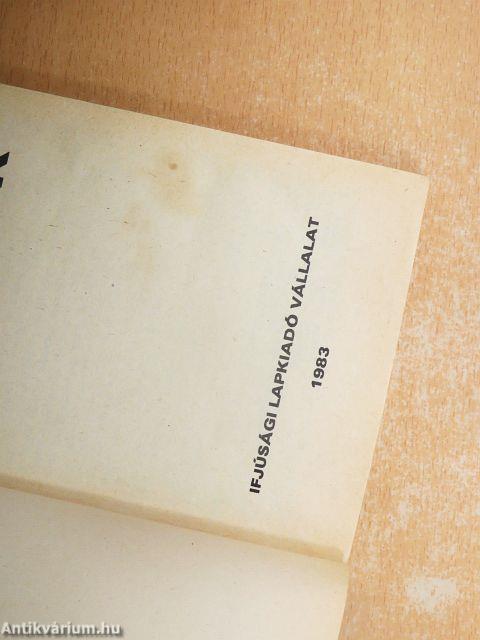 IFJÚSÁGI LAPKIADÓ VÁLLALAT
1983
Antikvárium.hu